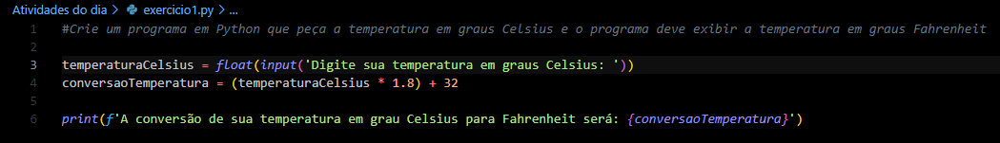 Atividades do dia > exercicio1.py > ...
1 #Crie um programa em Python que peça a temperatura em graus Celsius e o programa deve exibir a temperatura em graus Fahrenheit
2
3 temperaturaCelsius = float(input('Digite sua temperatura em graus Celsius: '))
4 conversaoTemperatura = (temperaturaCelsius * 1.8) + 32
5
6 print(f'A conversão de sua temperatura em grau Celsius para Fahrenheit será: {conversaoTemperatura}')